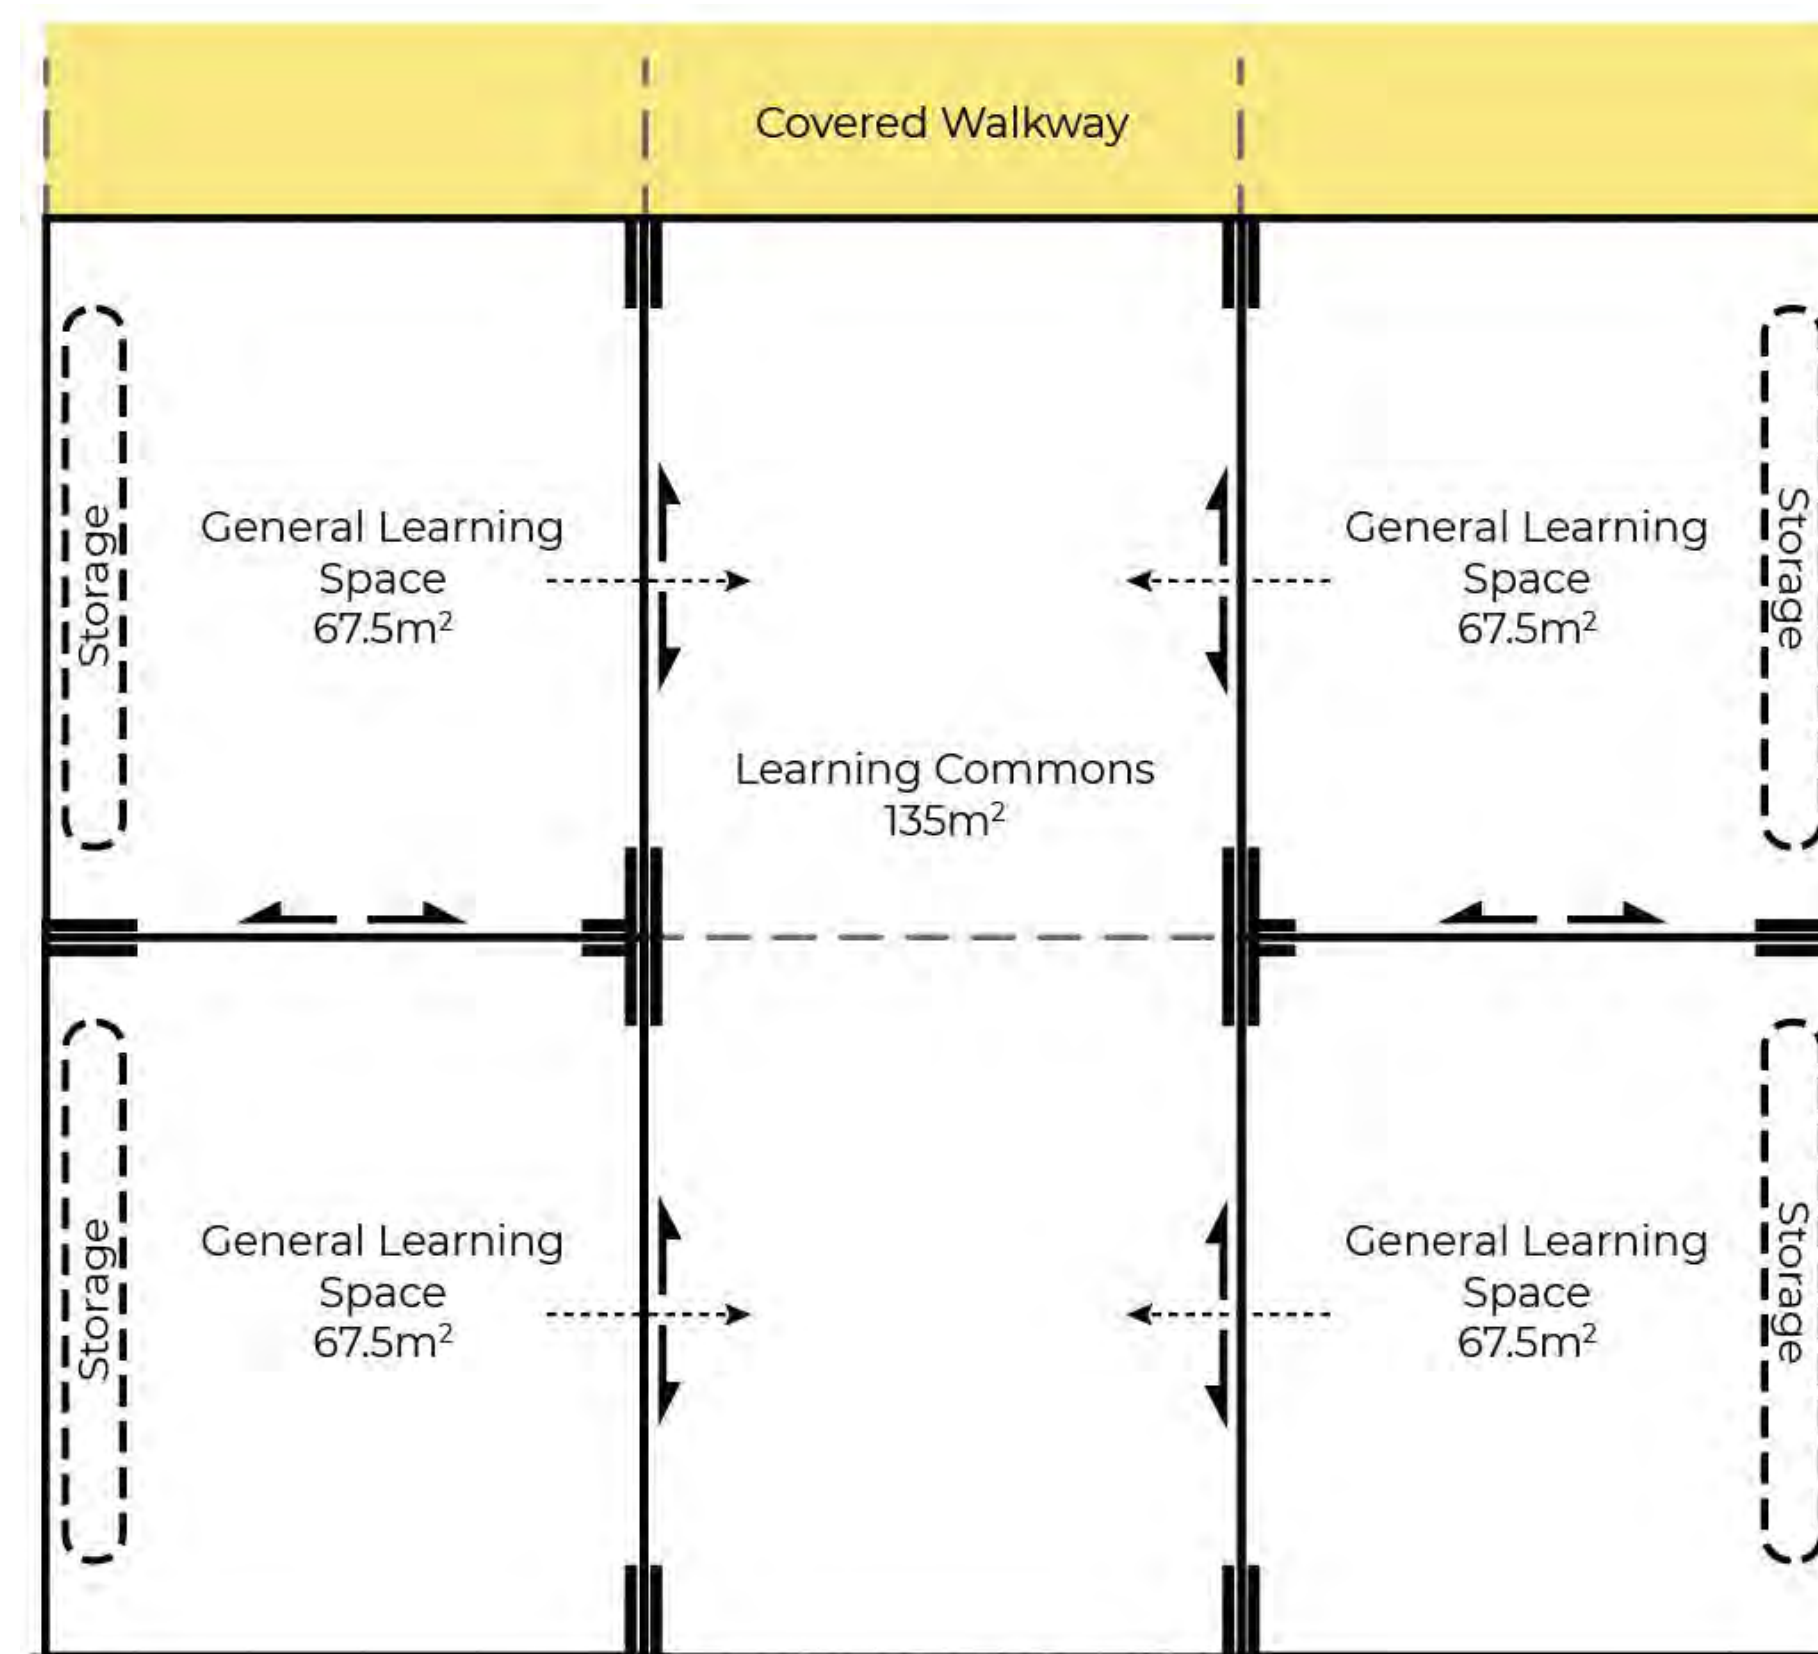 Covered Walkway
Storage
General Learning
Space
67.5m²
General Learning
Space
67.5m²
Storage
Learning Commons
135m²
Storage
General Learning
Space
67.5m²
General Learning
Space
67.5m²
Storage